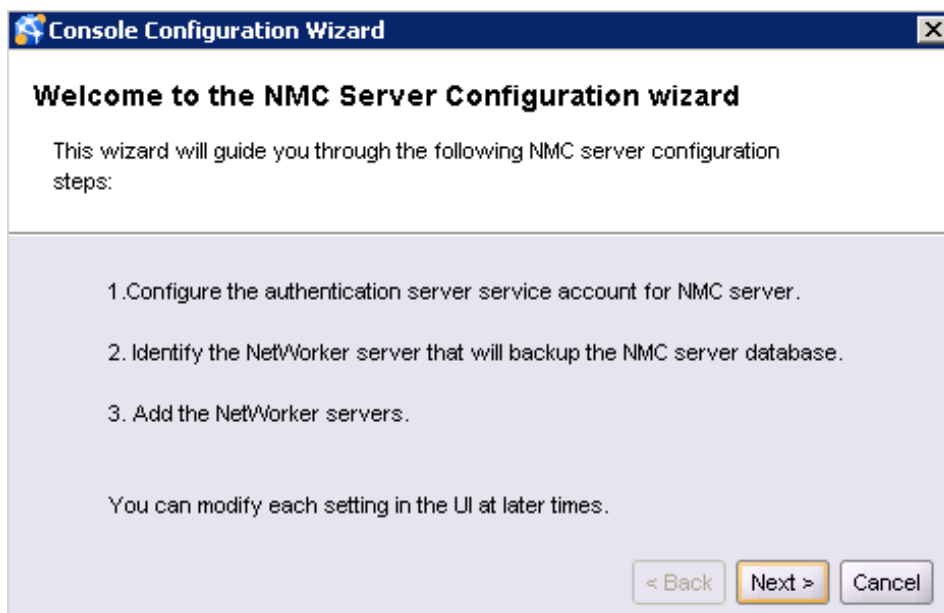 Console Configuration Wizard
Welcome to the NMC Server Configuration wizard
This wizard will guide you through the following NMC server configuration
steps:
1.Configure the authentication server service account for NMC server.
2. Identify the NetWorker server that will backup the NMC server database.
3. Add the NetWorker servers.
You can modify each setting in the UI at later times.
< Back Next > Cancel